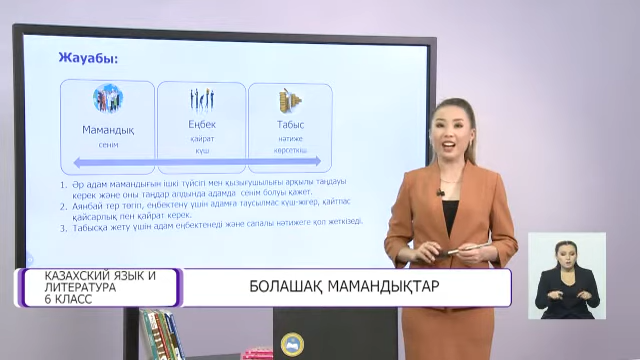 Жауабы:
Мамандық
сенім
Еңбек
қайрат
күш
Табыс
нәтиже
көрсеткіш
1. Әр адам мамандығын ішкі түйсіп мен қызығушылығы арқылы таңдауы
керек және оны таңдар алдында адамда сенім болуы қажет.
2. Аянбай тер төгіп, еңбектену үшін адамға таусылмас күш-жігер, қайтпас
қайсарлық пен қайрат керек.
3. Табысқа жету үшін адам еңбектенеді және сапалы нәтижеге қол жеткізеді.
КАЗАХСКИЙ ЯЗЫК И
ЛИТЕРАТУРА
6 КЛАСС
БОЛАШАҚ МАМАНДЫҚТАР